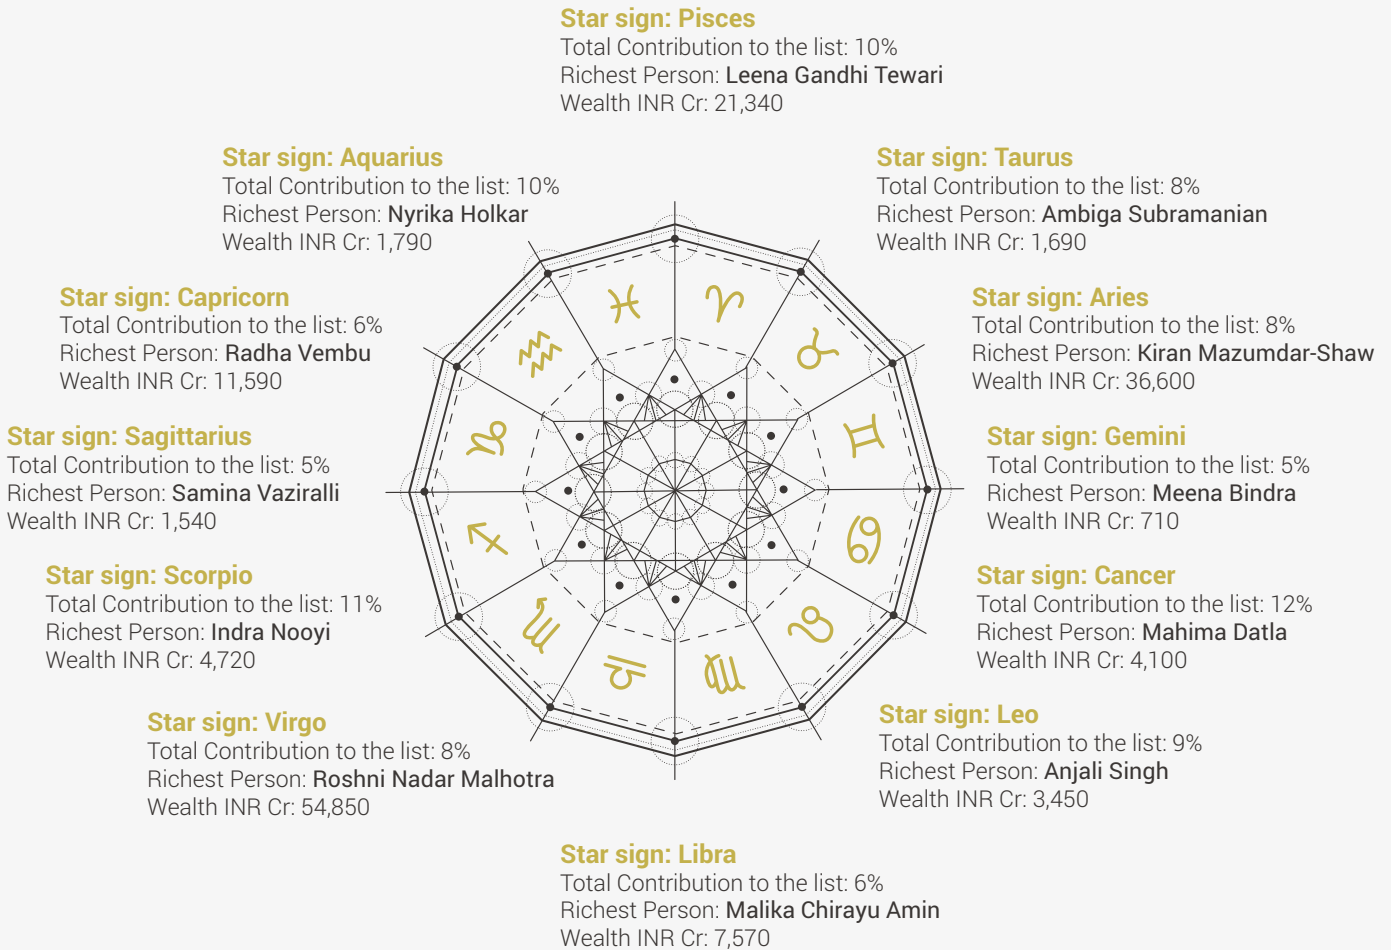 Star sign: Pisces
Total Contribution to the list: 10%
Richest Person: Leena Gandhi Tewari
Wealth INR Cr: 21,340
Star sign: Aquarius
Total Contribution to the list: 10%
Richest Person: Nyrika Holkar
Wealth INR Cr: 1,790
Star sign: Taurus
Total Contribution to the list: 8%
Richest Person: Ambiga Subramanian
Wealth INR Cr: 1,690
Star sign: Capricorn
Total Contribution to the list: 6%
Richest Person: Radha Vembu
Wealth INR Cr: 11,590
Star sign: Aries
Total Contribution to the list: 8%
Richest Person: Kiran Mazumdar-Shaw
Wealth INR Cr: 36,600
Star sign: Sagittarius
Total Contribution to the list: 5%
Richest Person: Samina Vaziralli
Wealth INR Cr: 1,540
Star sign: Gemini
Total Contribution to the list: 5%
Richest Person: Meena Bindra
Wealth INR Cr: 710
Star sign: Scorpio
Total Contribution to the list: 11%
Richest Person: Indra Nooyi
Wealth INR Cr: 4,720
Star sign: Cancer
Total Contribution to the list: 12%
Richest Person: Mahima Datla
Wealth INR Cr: 4,100
Star sign: Virgo
Total Contribution to the list: 8%
Richest Person: Roshni Nadar Malhotra
Wealth INR Cr: 54,850
Star sign: Leo
Total Contribution to the list: 9%
Richest Person: Anjali Singh
Wealth INR Cr: 3,450
Star sign: Libra
Total Contribution to the list: 6%
Richest Person: Malika Chirayu Amin
Wealth INR Cr: 7,570